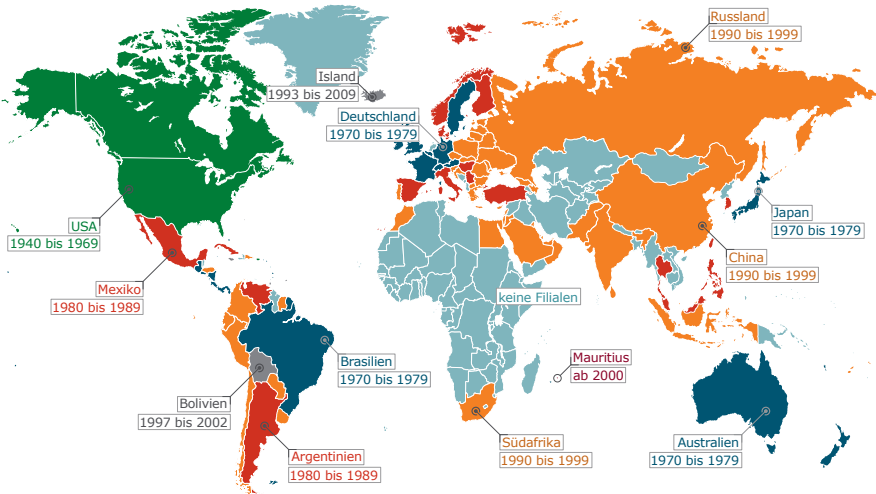 Russland
1990 bis 1999
Island
1993 bis 2009
Deutschland
1970 bis 1979
USA
1940 bis 1969
Japan
1970 bis 1979
China
1990 bis 1999
Mexiko
1980 bis 1989
keine Filialen
Brasilien
1970 bis 1979
Mauritius
ab 2000
Bolivien
1997 bis 2002
Südafrika
1990 bis 1999
Australien
1970 bis 1979
Argentinien
1980 bis 1989